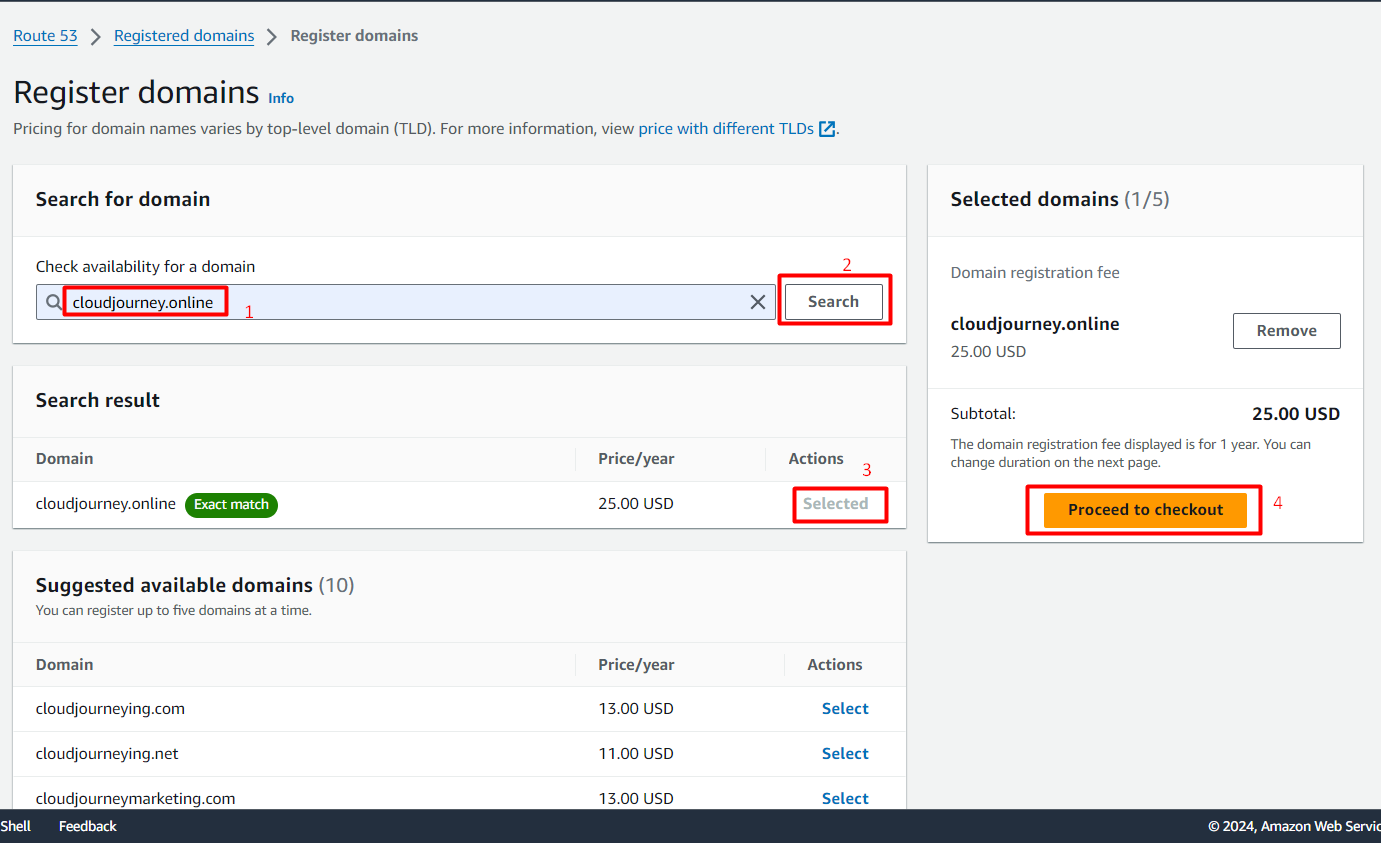 Route 53 > Registered domains > Register domains
Register domains Info
Pricing for domain names varies by top-level domain (TLD). For more information, view price with different TLDs.
Search for domain
Check availability for a domain
cloudjourney.online
1
2
Search
Search result
Domain Price/year Actions
3
cloudjourney.online Exact match 25.00 USD Selected
Suggested available domains (10)
You can register up to five domains at a time.
Domain Price/year Actions
cloudjourneying.com 13.00 USD Select
cloudjourneying.net 11.00 USD Select
cloudjourneymarketing.com 13.00 USD Select
Selected domains (1/5)
Domain registration fee
cloudjourney.online
25.00 USD
Remove
Subtotal: 25.00 USD
The domain registration fee displayed is for 1 year. You can
change duration on the next page.
Proceed to checkout 4
Shell Feedback © 2024, Amazon Web Servic